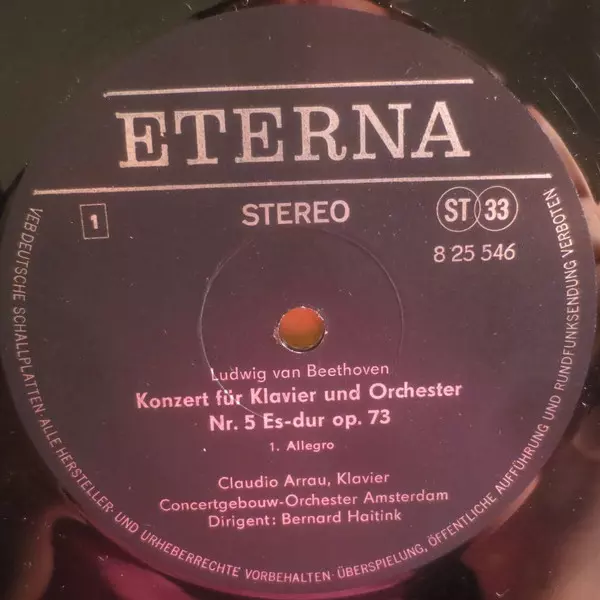 ETERNA
1
STEREO
ST 33
8 25 546
Ludwig van Beethoven
Konzert für Klavier und Orchester
Nr. 5 Es-dur op. 73
1. Allegro
Claudio Arrau, Klavier
Concertgebouw-Orchester Amsterdam
Dirigent: Bernard Haitink
VEB DEUTSCHE SCHALLPLATTEN · ALLE HERSTELLER- UND URHEBERRECHTE VORBEHALTEN · ÜBERSPIELUNG, ÖFFENTLICHE AUFFÜHRUNG UND RUNDFUNKSENDUNG VERBOTEN